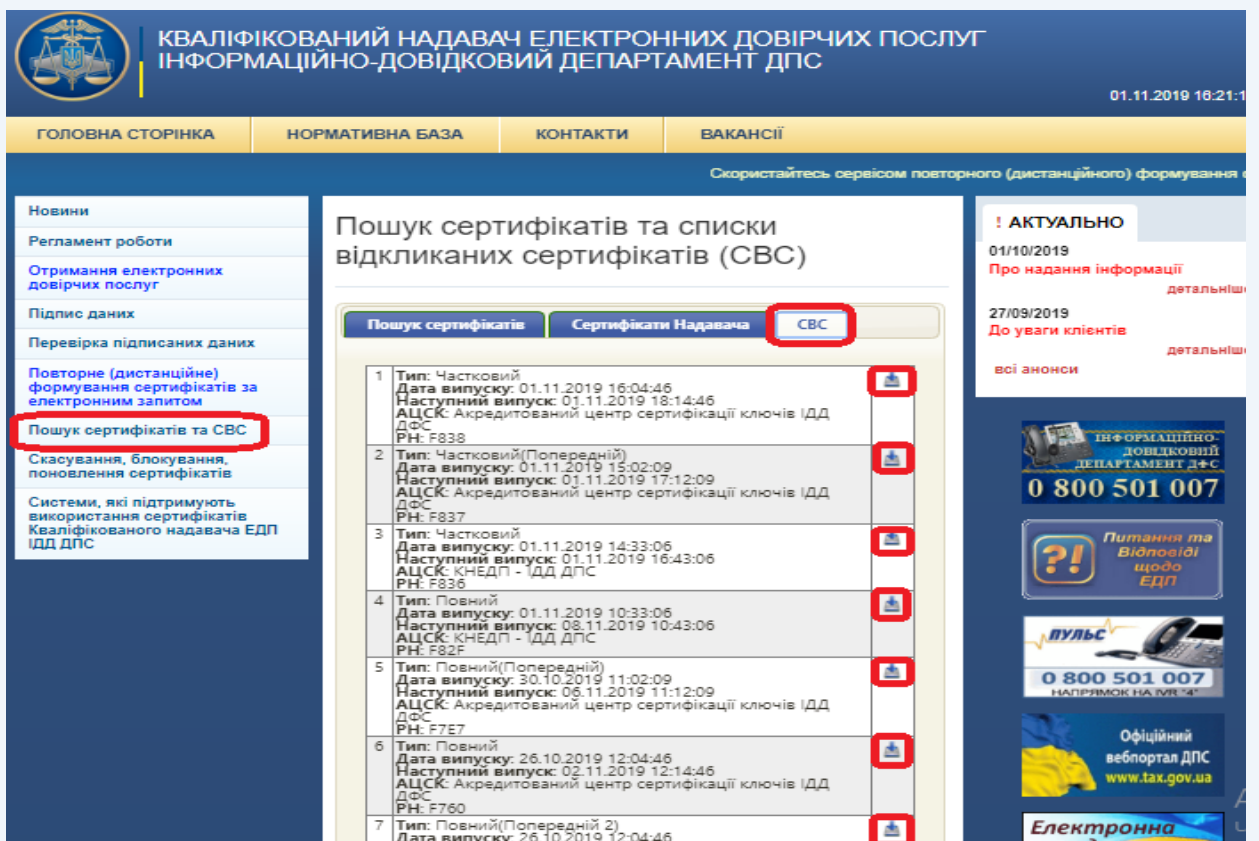 КВАЛІФІКОВАНИЙ НАДАВАЧ ЕЛЕКТРОННИХ ДОВІРЧИХ ПОСЛУГ
ІНФОРМАЦІЙНО-ДОВІДКОВИЙ ДЕПАРТАМЕНТ ДПС
01.11.2019 16:21:1
ГОЛОВНА СТОРІНКА
НОРМАТИВНА БАЗА
КОНТАКТИ
ВАКАНСІЇ
Скористайтесь сервісом повторного (дистанційного) формування
Новини
Регламент роботи
Отримання електронних
довірчих послуг
Підпис даних
Перевірка підписаних даних
Повторне (дистанційне)
формування сертифікатів за
електронним запитом
Пошук сертифікатів та СВС
Скасування, блокування,
поновлення сертифікатів
Системи, які підтримують
використання сертифікатів
Кваліфікованого надавача ЕДП
ІДД ДПС
Пошук сертифікатів та списки
відкликаних сертифікатів (СВС)
Пошук сертифікатів
Сертифікати Надавача
СВС
1 Тип: Частковий
Дата випуску: 01.11.2019 16:04:46
Наступний випуск: 01.11.2019 18:14:46
АЦСК: Акредитований центр сертифікації ключів ІДД
ДФС
РН: F838
2 Тип: Частковий(Попередній)
Дата випуску: 01.11.2019 15:02:09
Наступний випуск: 01.11.2019 17:12:09
АЦСК: Акредитований центр сертифікації ключів ІДД
ДФС
РН: F837
3 Тип: Частковий
Дата випуску: 01.11.2019 14:33:06
Наступний випуск: 01.11.2019 16:43:06
АЦСК: КНЕДП - ІДД ДПС
РН: F836
4 Тип: Повний
Дата випуску: 01.11.2019 10:33:06
Наступний випуск: 08.11.2019 10:43:06
АЦСК: КНЕДП - ІДД ДПС
РН: F82F
5 Тип: Повний(Попередній)
Дата випуску: 30.10.2019 11:02:09
Наступний випуск: 06.11.2019 11:12:09
АЦСК: Акредитований центр сертифікації ключів ІДД
ДФС
РН: F7E7
6 Тип: Повний
Дата випуску: 26.10.2019 12:04:46
Наступний випуск: 02.11.2019 12:14:46
АЦСК: Акредитований центр сертифікації ключів ІДД
ДФС
РН: F760
7 Тип: Повний(Попередній 2)
Дата випуску: 26.10.2019 12:04:46
! АКТУАЛЬНО
01/10/2019
Про надання інформації
детальніше
27/09/2019
До уваги клієнтів
детальніше
всі анонси
ІНФОРМАЦІЙНО-
ДОВІДКОВИЙ
ДЕПАРТАМЕНТ ДФС
0 800 501 007
?!
Питання та
Відповіді
щодо
ЕДП
ПУЛЬС
0 800 501 007
НАПРЯМОК НА IVR "4"
Офіційний
вебпортал ДПС
www.tax.gov.ua
Електронна